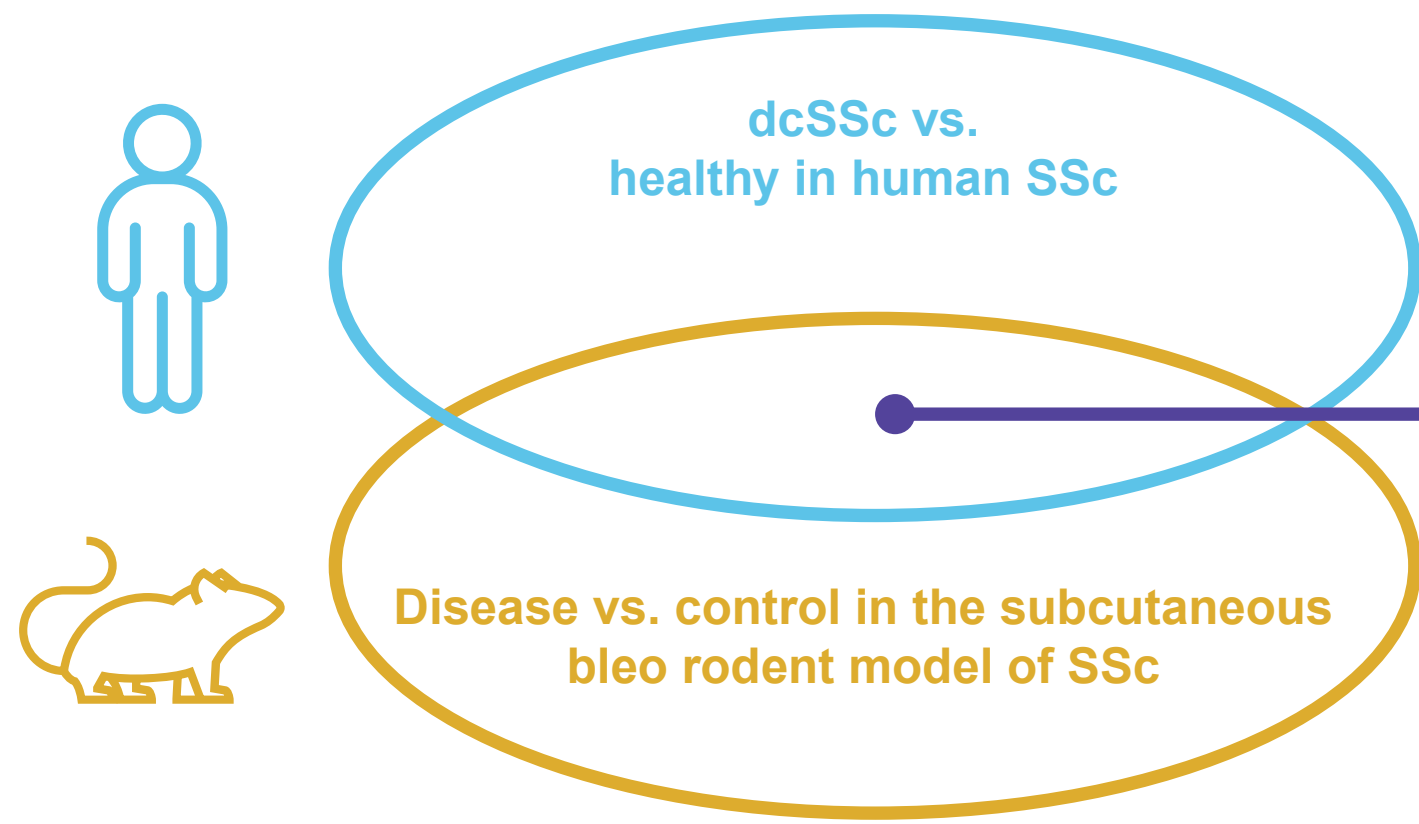 dcSSc vs.
healthy in human SSc
Disease vs. control in the subcutaneous
bleo rodent model of SSc